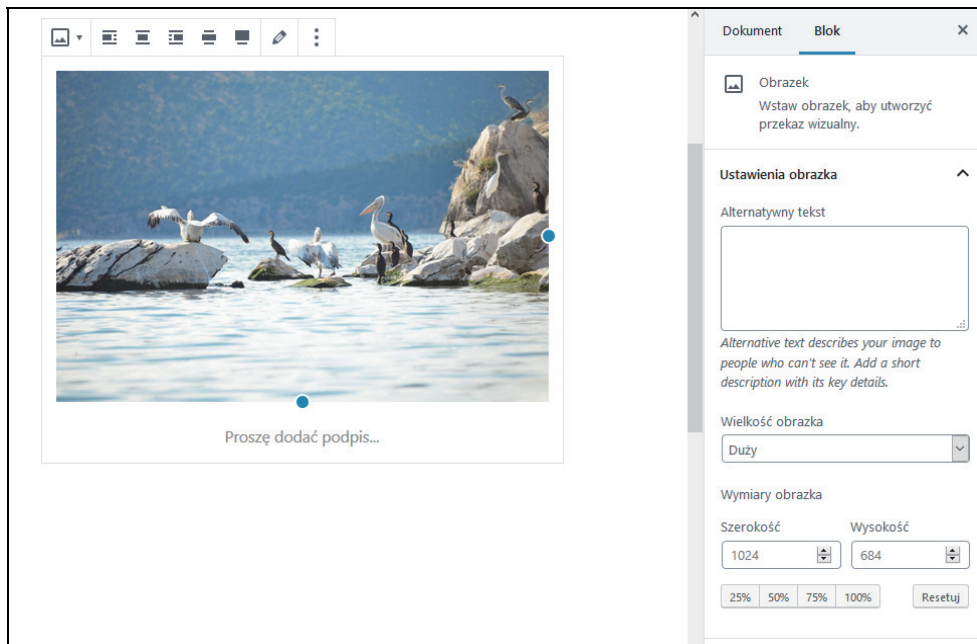 Dokument Blok
Obrazek
Wstaw obrazek, aby utworzyć
przekaz wizualny.
Ustawienia obrazka
Alternatywny tekst
Alternative text describes your image to
people who can't see it. Add a short
description with its key details.
Wielkość obrazka
Duży
Wymiary obrazka
Szerokość Wysokość
1024 684
25% 50% 75% 100% Resetuj
Proszę dodać podpis...